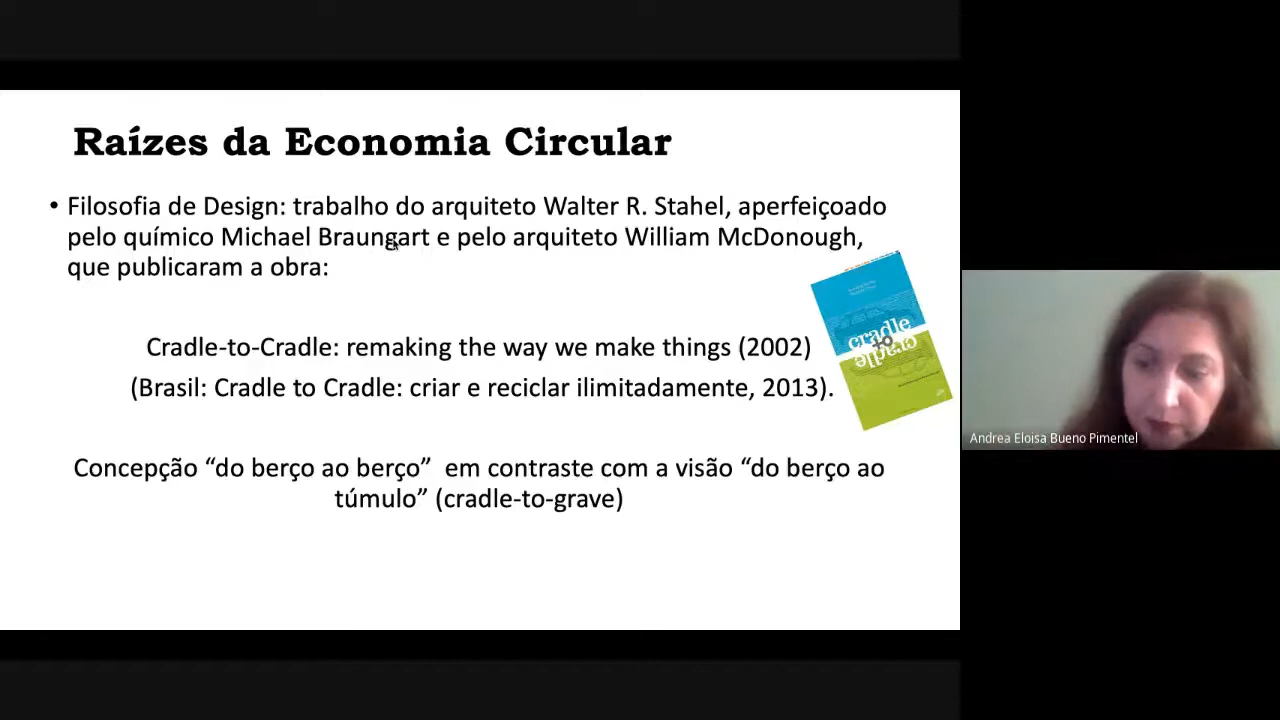 Raízes da Economia Circular
• Filosofia de Design: trabalho do arquiteto Walter R. Stahel, aperfeiçoado
pelo químico Michael Braungart e pelo arquiteto William McDonough,
que publicaram a obra:
Cradle-to-Cradle: remaking the way we make things (2002)
(Brasil: Cradle to Cradle: criar e reciclar ilimitadamente, 2013).
cradle
to
cradle
Concepção “do berço ao berço”  em contraste com a visão “do berço ao
túmulo” (cradle-to-grave)
Andrea Eloisa Bueno Pimentel